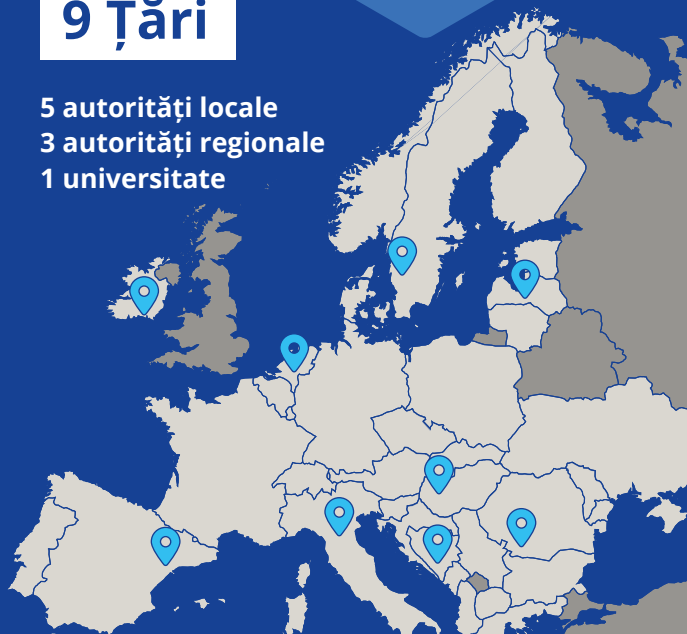 9 Țări
5 autorități locale
3 autorități regionale
1 universitate